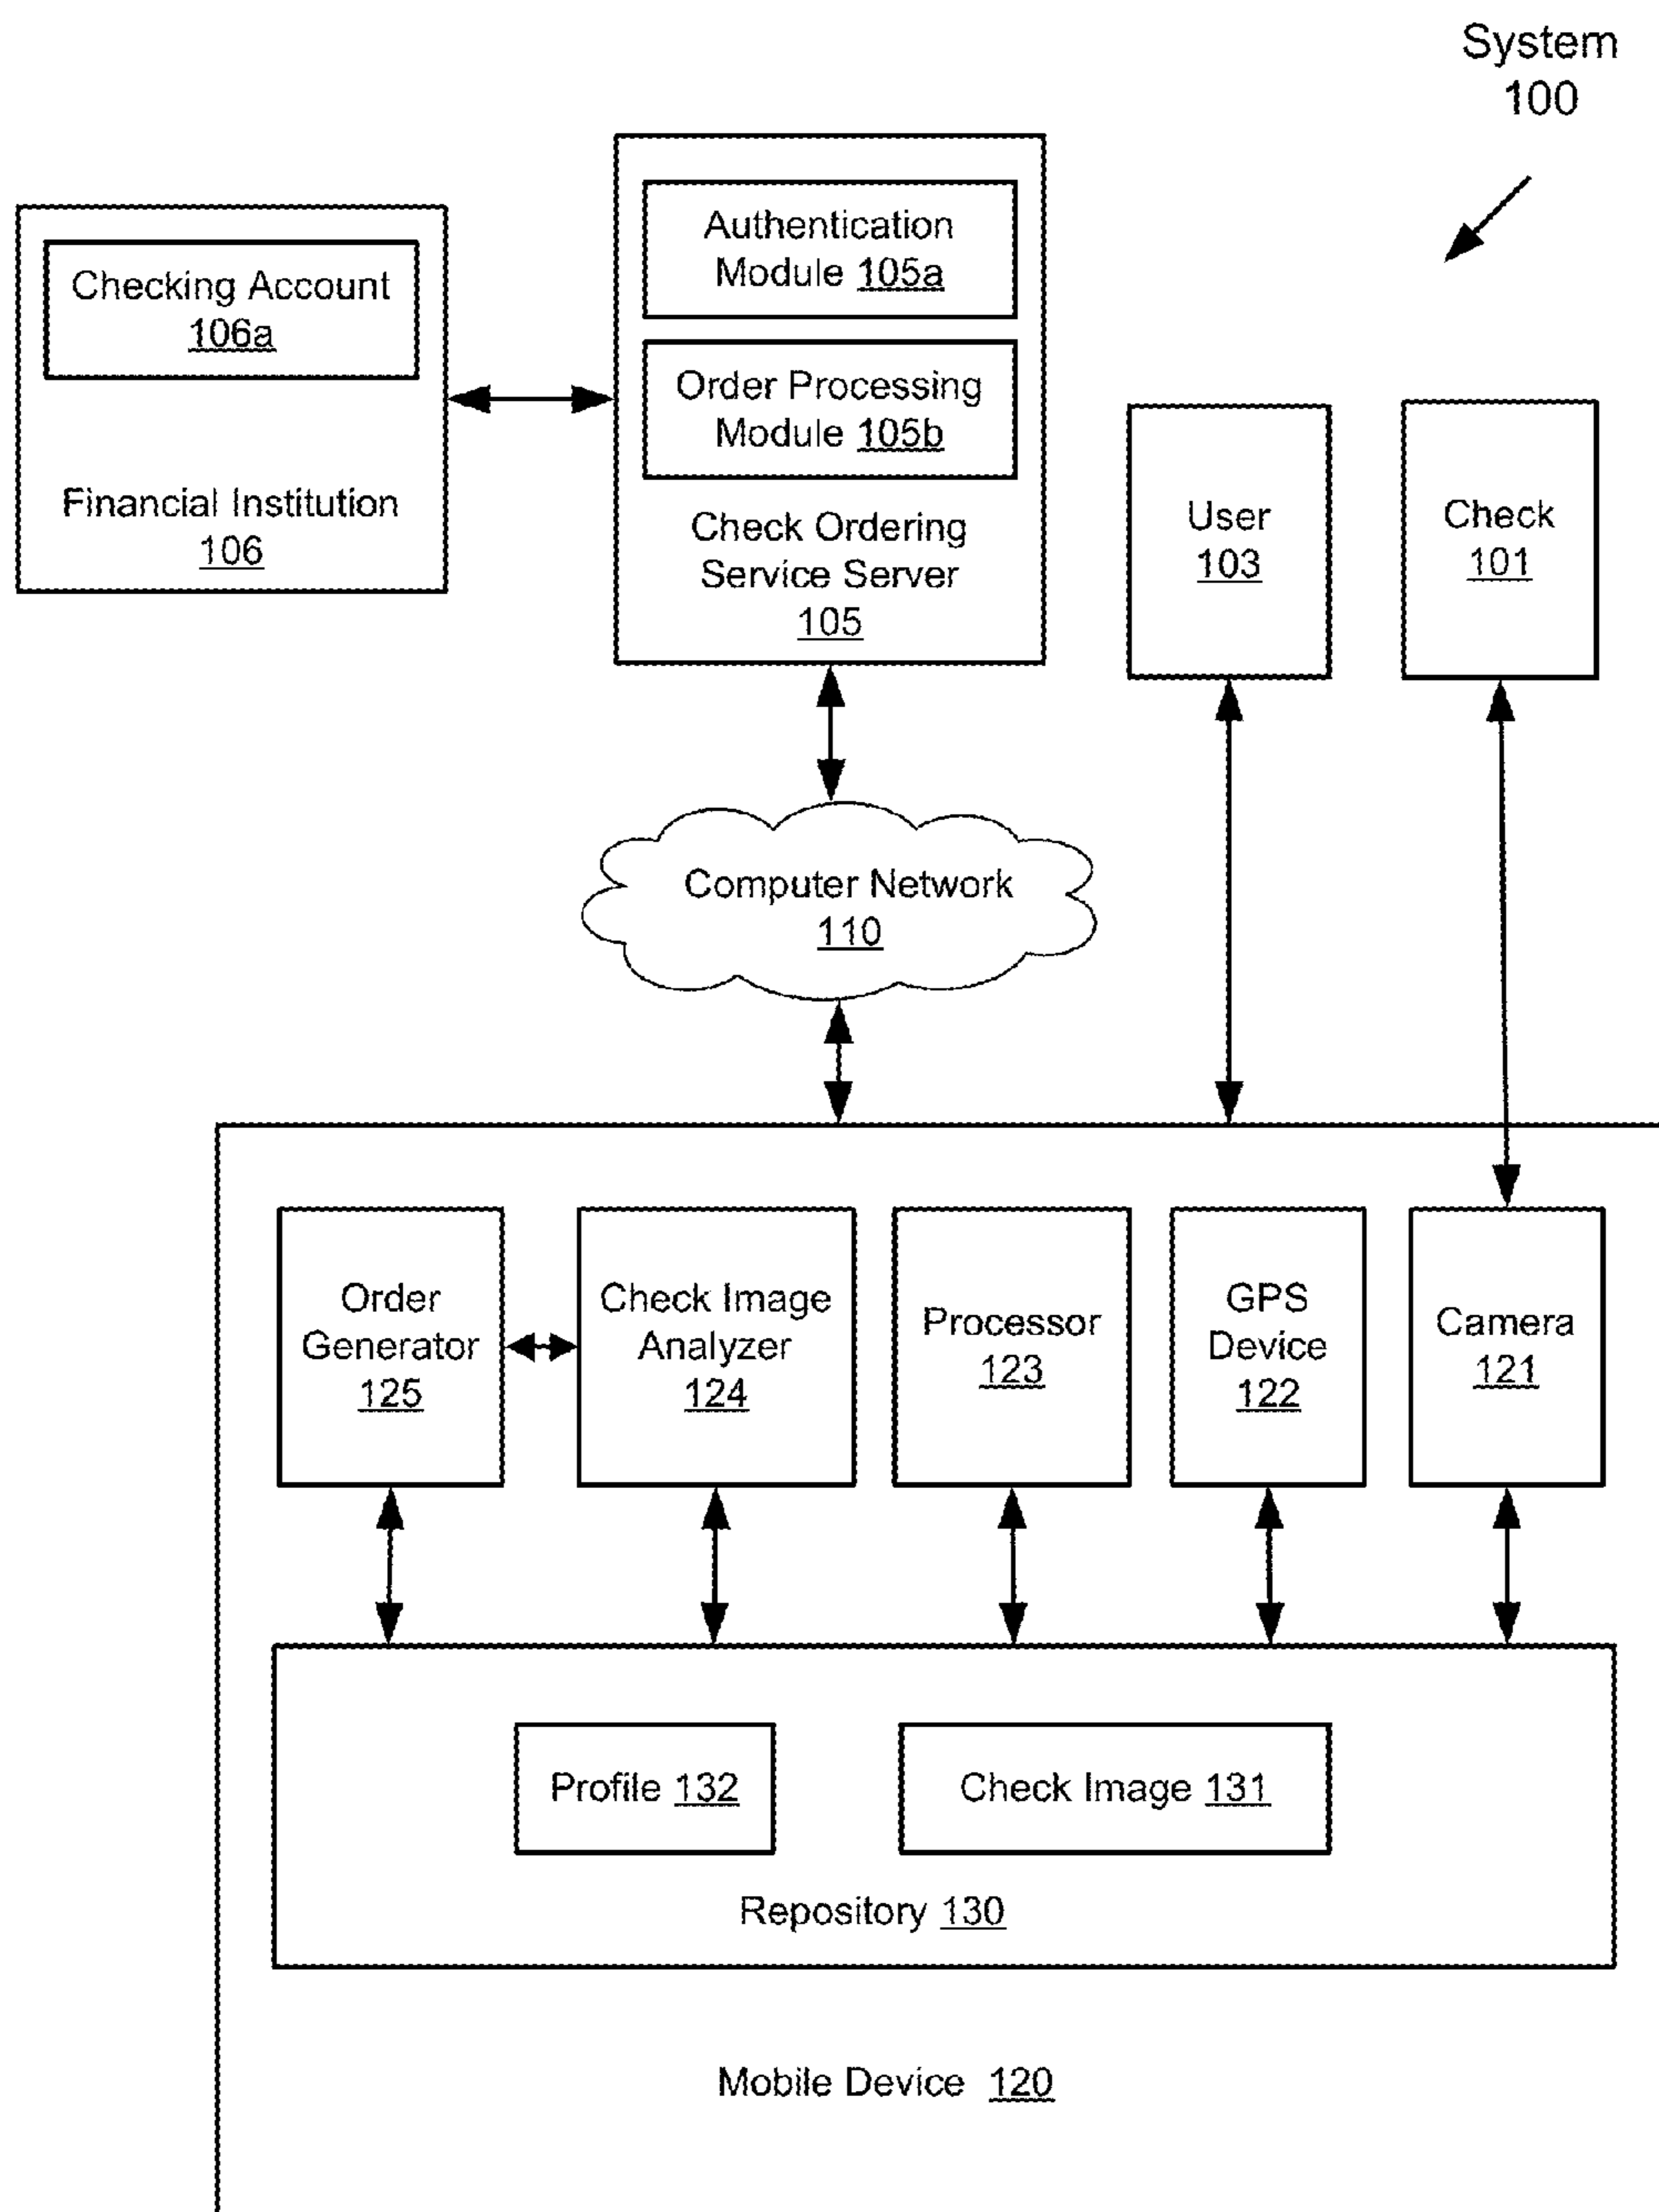 System
100
Authentication
Module 105a
Checking Account
106a
Order Processing
Module 105b
Financial Institution
106
Check Ordering
Service Server
105
User
103
Check
101
Computer Network
110
Order
Generator
125
Check Image
Analyzer
124
Processor
123
GPS
Device
122
Camera
121
Profile 132
Check Image 131
Repository 130
Mobile Device 120